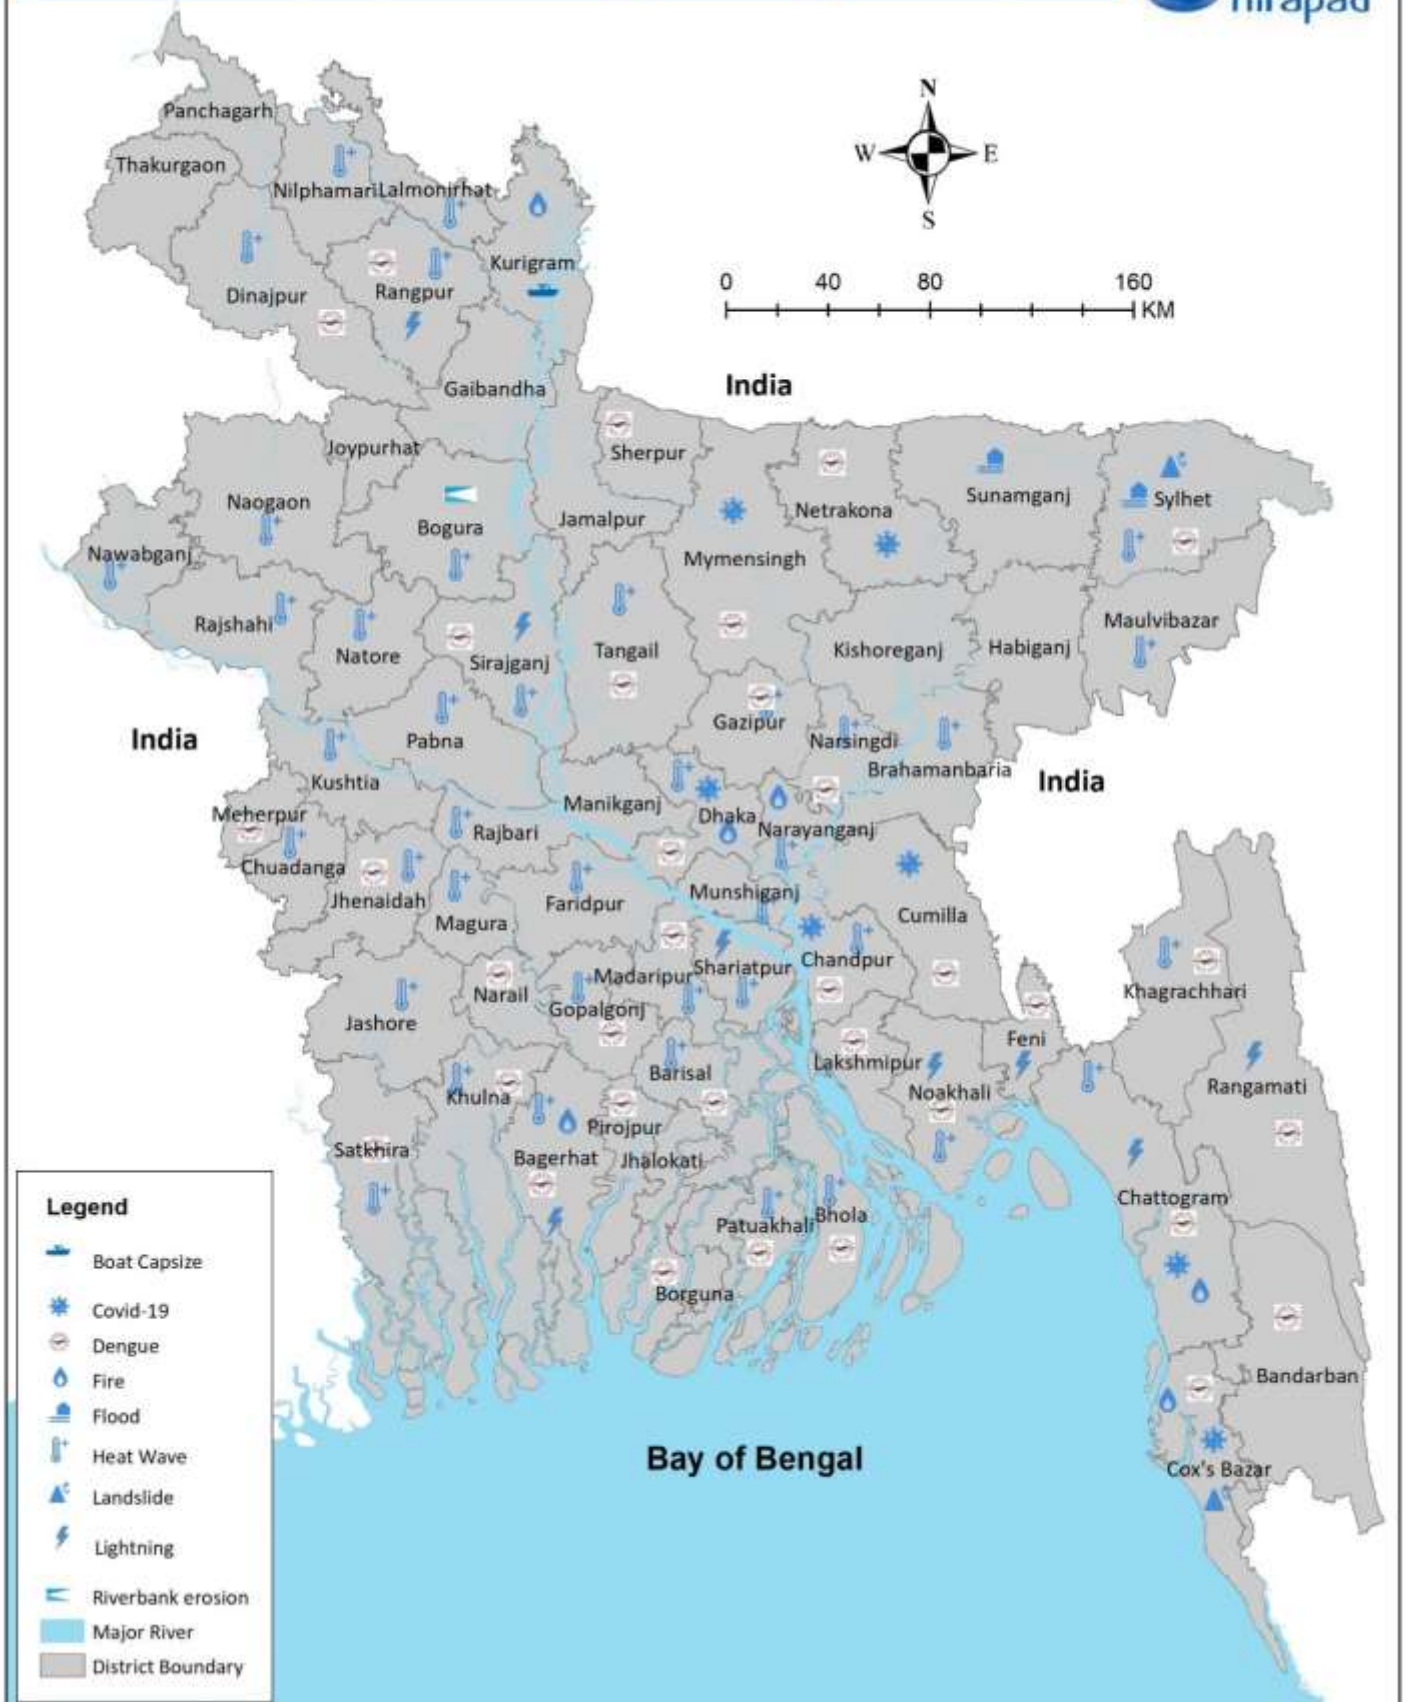 nirapad
N
Panchagarh
Thakurgaon
W
E
Nilphamari
Lalmonirhat
S
Kurigram
0 40 80 160
KM
Dinajpur
Rangpur
Gaibandha
India
Joypurhat
Sherpur
Sunamganj
Sylhet
Naogaon
Netrakona
Jamalpur
Bogura
Nawabganj
Mymensingh
Rajshahi
Maulvibazar
Natore
Sirajganj
Tangail
Kishoreganj
Habiganj
Gazipur
India
Pabna
Narsingdi
Brahamanbaria
India
Kushtia
Manikganj
Meherpur
Dhaka
Rajbari
Narayanganj
Chuadanga
Jhenaidah
Munshiganj
Faridpur
Magura
Cumilla
Chandpur
Shariatpur
Madaripur
Narail
Khagrachhari
Gopalgonj
Jashore
Feni
Lakshmipur
Barisal
Rangamati
Khulna
Noakhali
Pirojpur
Satkhira
Bagerhat
Jhalokati
Chattogram
Patuakhali
Bhola
Borguna
Bandarban
Bay of Bengal
Cox's Bazar
Legend
Boat Capsize
Covid-19
Dengue
Fire
Flood
Heat Wave
Landslide
Lightning
Riverbank erosion
Major River
District Boundary